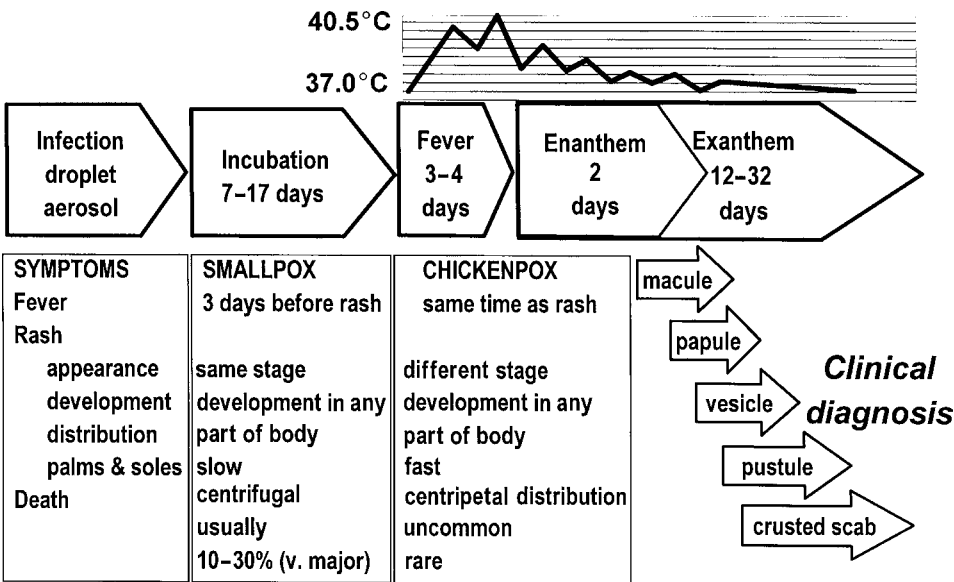 40.5°C
37.0°C
Infection
droplet
aerosol
Incubation
7–17 days
Fever
3–4
days
Enanthem
2
days
Exanthem
12–32
days
SYMPTOMS
Fever
Rash
appearance
development
distribution
palms & soles
Death
SMALLPOX
3 days before rash
same stage
development in any
part of body
slow
centrifugal
usually
10–30% (v. major)
CHICKENPOX
same time as rash
different stage
development in any
part of body
fast
centripetal distribution
uncommon
rare
macule
papule
vesicle
pustule
crusted scab
Clinical
diagnosis